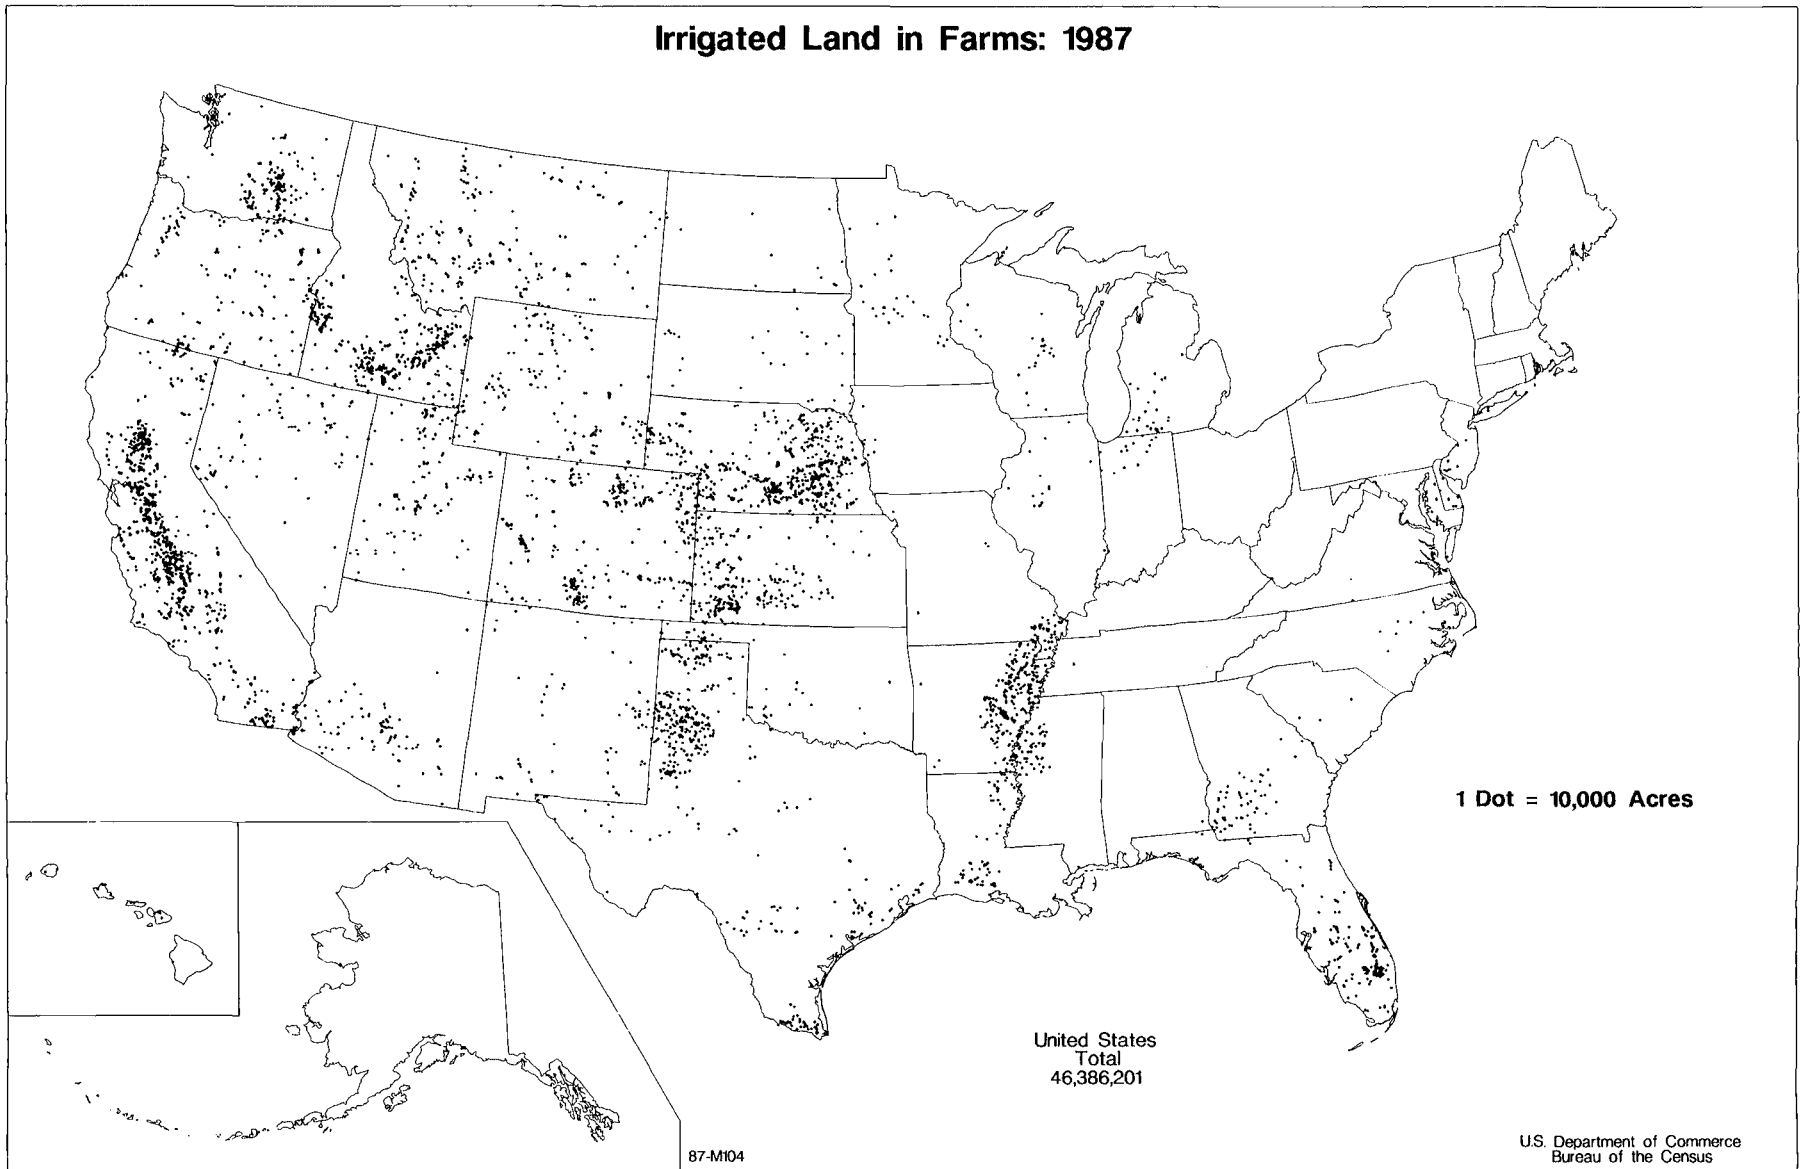 Irrigated Land in Farms: 1987
1 Dot = 10,000 Acres
United States
Total
46,386,201
87-M104
U.S. Department of Commerce
Bureau of the Census